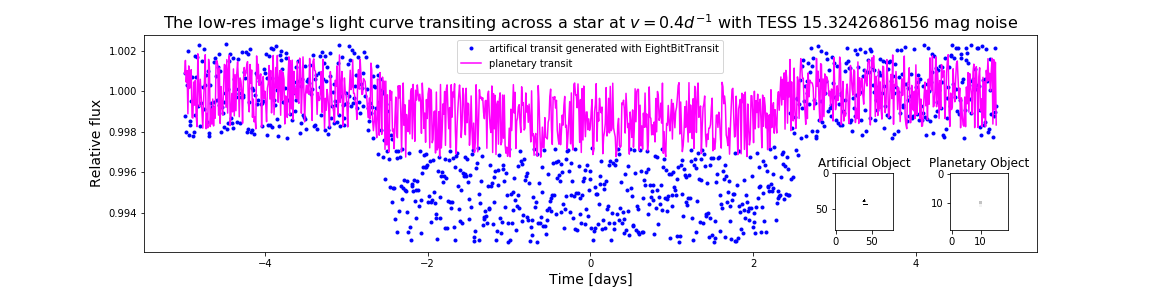 The low-res image's light curve transiting across a star at v = 0.4d⁻¹ with TESS 15.3242686156 mag noise
artifical transit generated with EightBitTransit
planetary transit
Relative flux
1.002
1.000
0.998
0.996
0.994
Artificial Object
0
50
0 50
Planetary Object
0
10
0 10
−4 −2 0 2 4
Time [days]